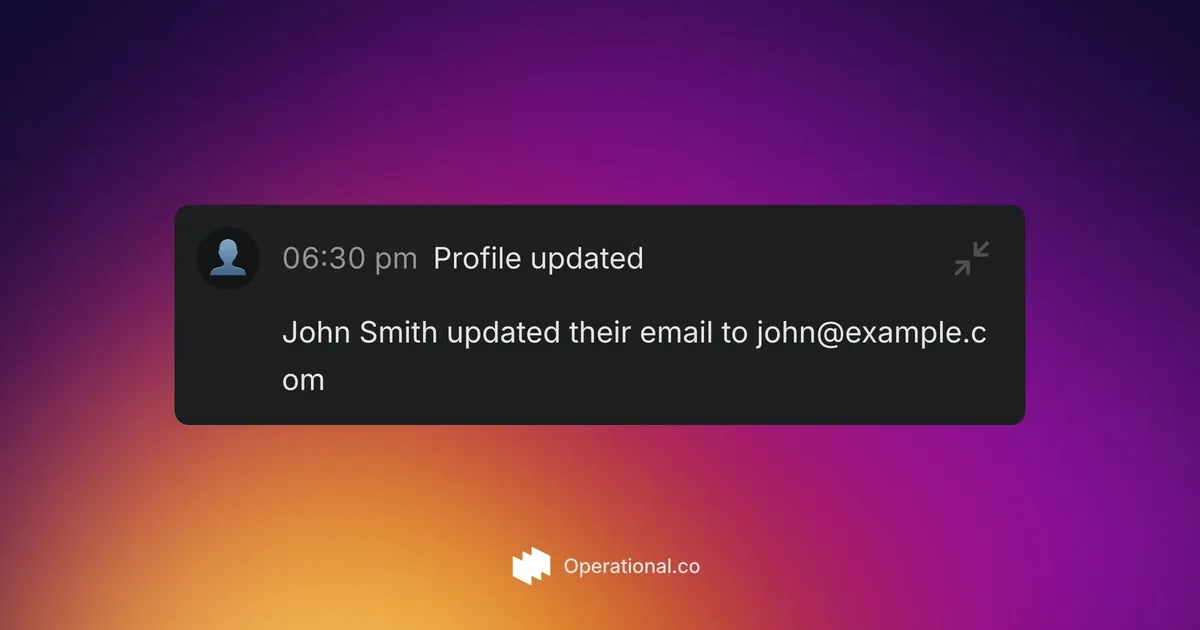 06:30 pm Profile updated
John Smith updated their email to john@example.c
om
Operational.co